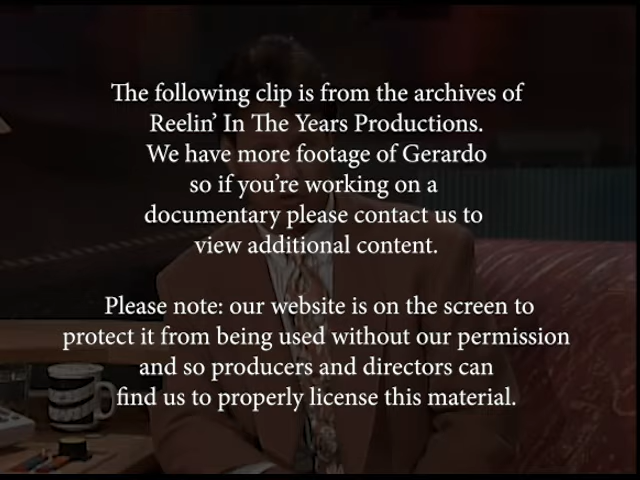 The following clip is from the archives of
Reelin’ In The Years Productions.
We have more footage of Gerardo
so if you’re working on a
documentary please contact us to
view additional content.
Please note: our website is on the screen to
protect it from being used without our permission
and so producers and directors can
find us to properly license this material.